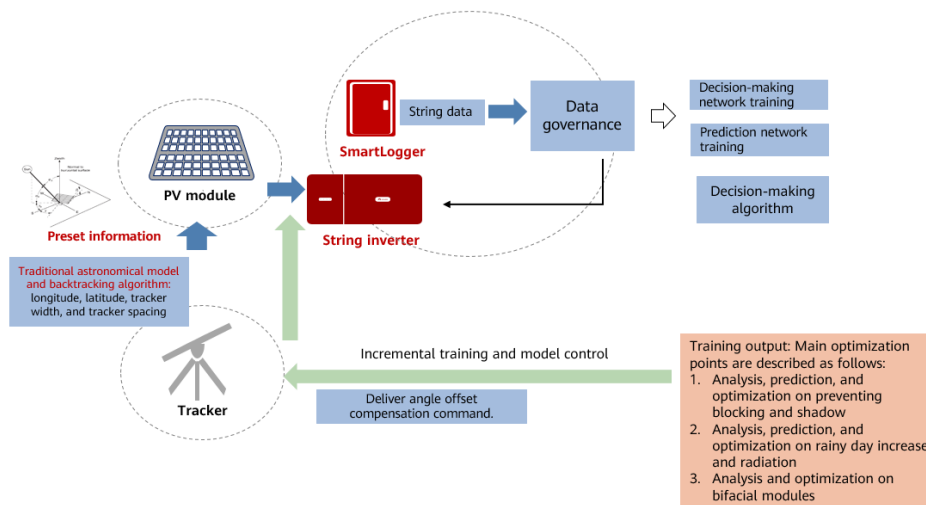 String data
Data
governance
Decision-making
network training
Prediction network
training
Decision-making
algorithm
SmartLogger
PV module
String inverter
Preset information
Traditional astronomical model
and backtracking algorithm:
longitude, latitude, tracker
width, and tracker spacing
Tracker
Incremental training and model control
Deliver angle offset
compensation command.
Training output: Main optimization
points are described as follows:
1. Analysis, prediction, and
optimization on preventing
blocking and shadow
2. Analysis, prediction, and
optimization on rainy day increase
and radiation
3. Analysis and optimization on
bifacial modules